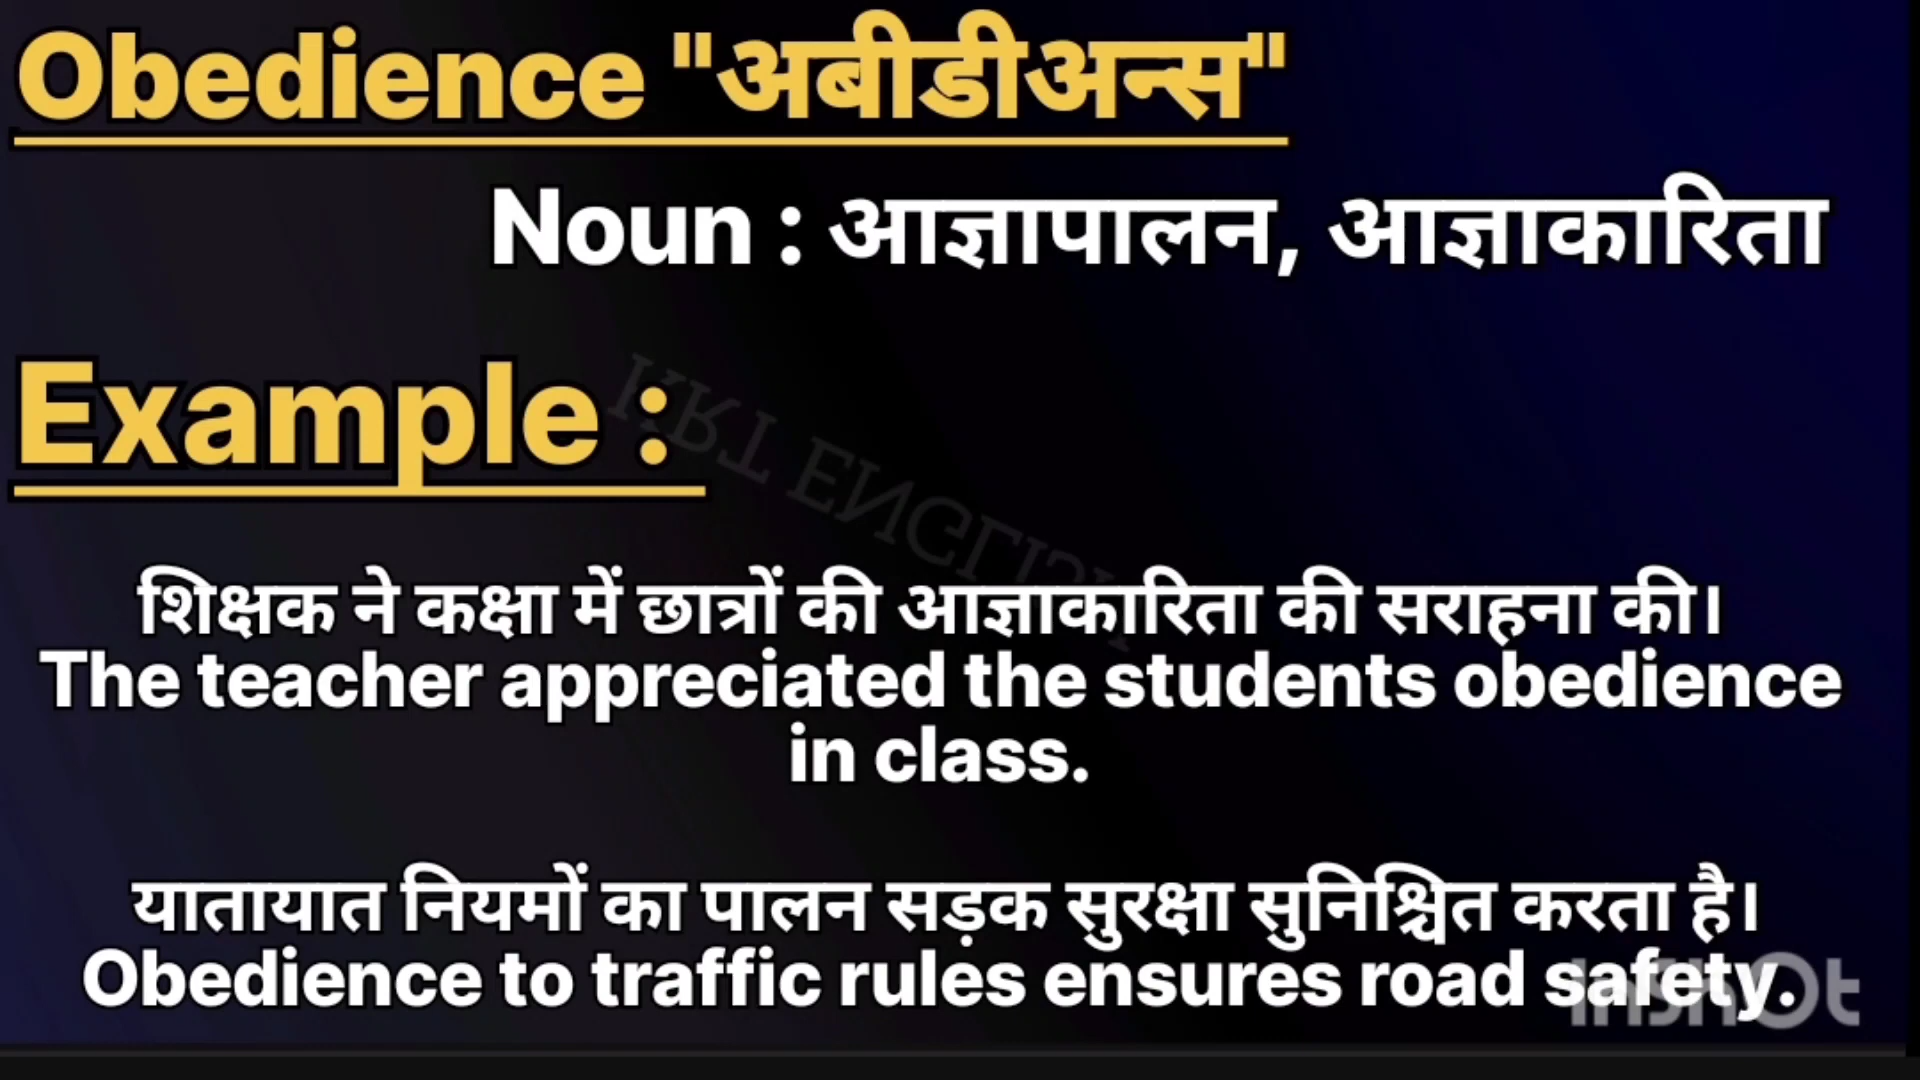 Obedience "अबीडीअन्स"
Noun : आज्ञापालन, आज्ञाकारिता
Example :
शिक्षक ने कक्षा में छात्रों की आज्ञाकारिता की सराहना की।
The teacher appreciated the students obedience
in class.
यातायात नियमों का पालन सड़क सुरक्षा सुनिश्चित करता है।
Obedience to traffic rules ensures road safety.
InShOt